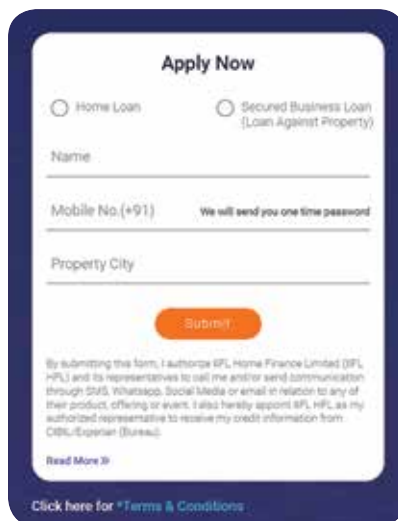 Apply Now
Home Loan
Secured Business Loan
(Loan Against Property)
Name
Mobile No.(+91) We will send you one time password
Property City
Submit
By submitting this form, I authorize IIFL Home Finance Limited (IIFL
HFL) and its representatives to call me and/or send communication
through SMS, Whatsapp, Social Media or email in relation to any of
their product, offering or event. I also hereby appoint IIFL HFL as my
authorized representative to receive my credit information from
CIBIL/Experian (Bureau).
Read More »
Click here for *Terms & Conditions